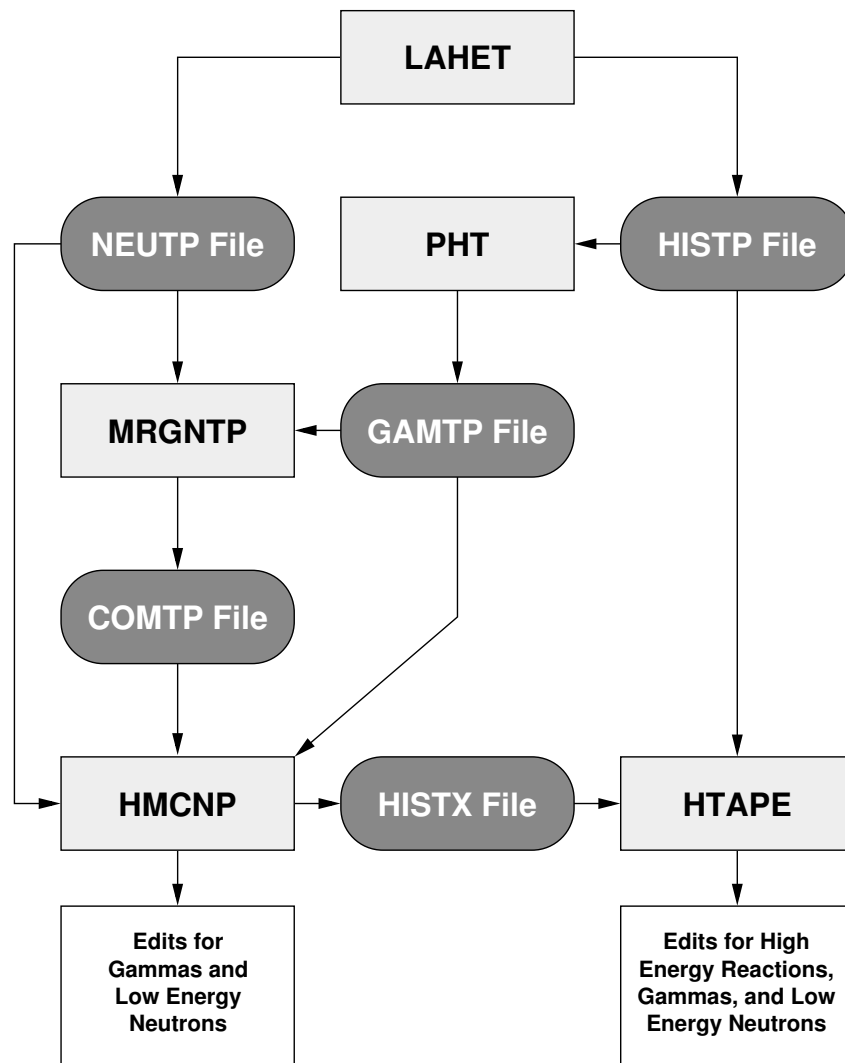 LAHET
NEUTP File
PHT
HISTP File
MRGNTP
GAMTP File
COMTP File
HMCNP
HISTX File
HTAPE
Edits for
Gammas and
Low Energy
Neutrons
Edits for High
Energy Reactions,
Gammas, and Low
Energy Neutrons